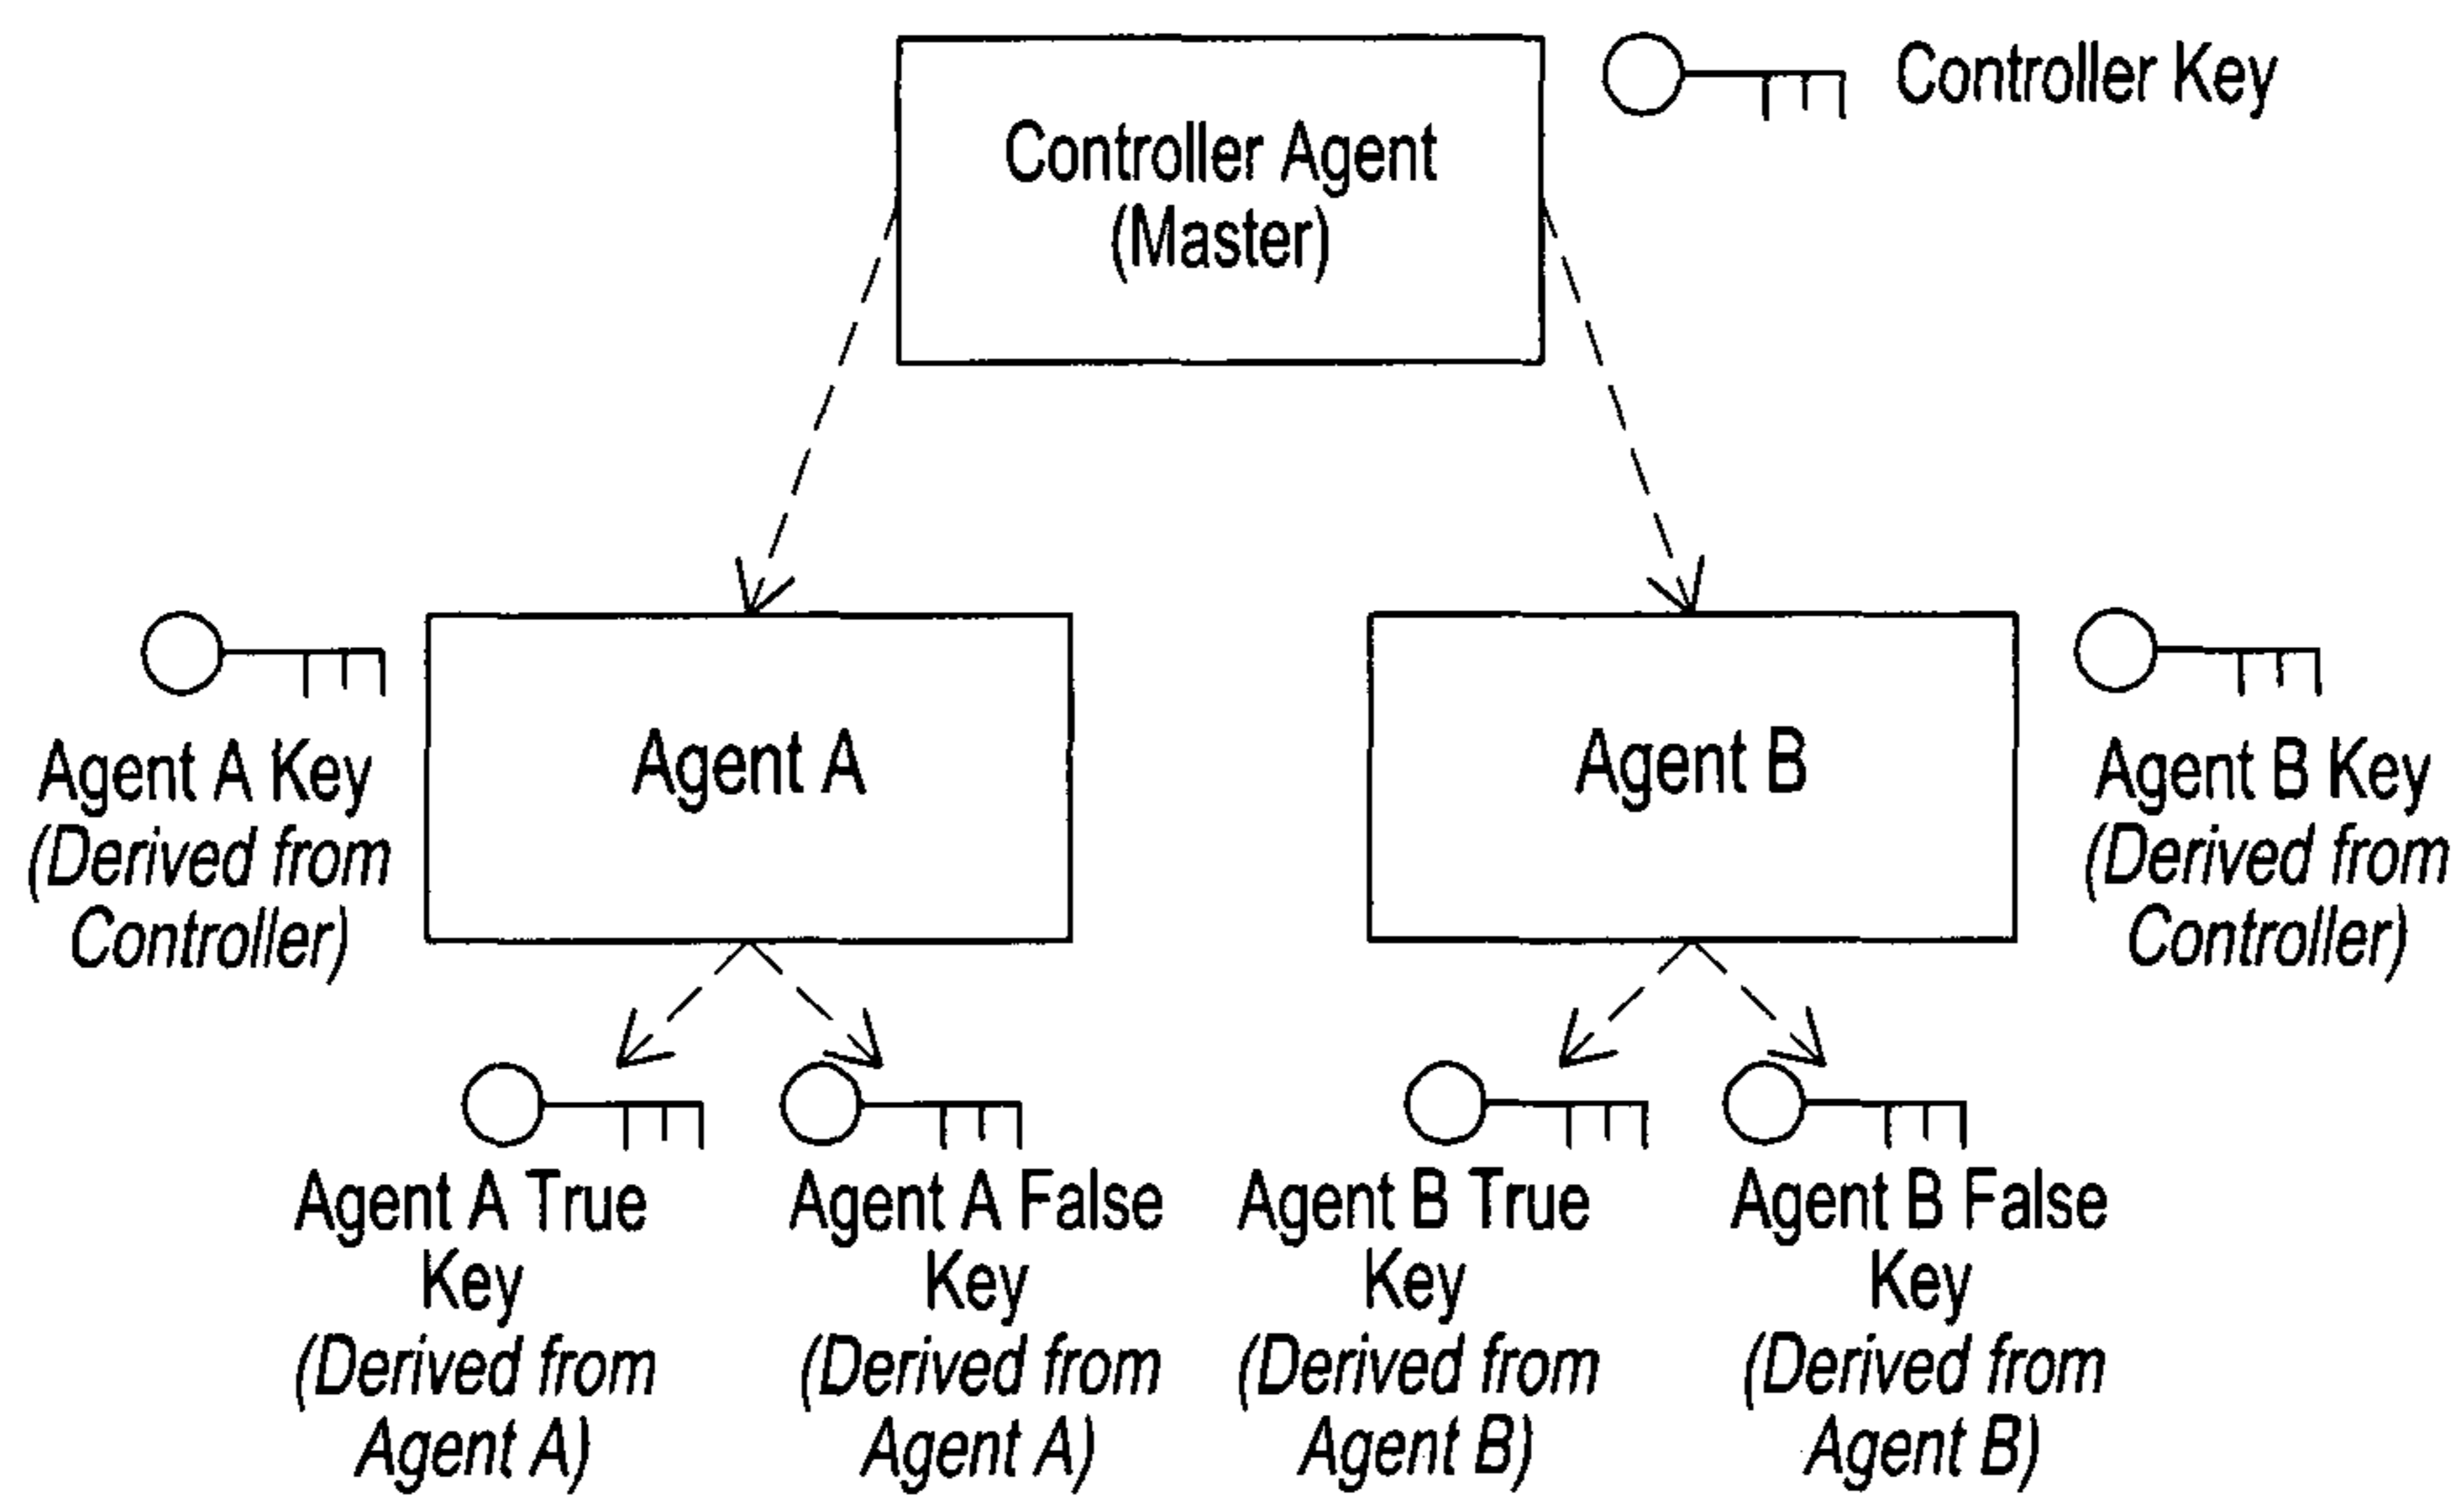 Controller Agent
(Master)
Controller Key
Agent A Key
(Derived from
Controller)
Agent A
Agent B
Agent B Key
(Derived from
Controller)
Agent A True
Key
(Derived from
Agent A)
Agent A False
Key
(Derived from
Agent A)
Agent B True
Key
(Derived from
Agent B)
Agent B False
Key
(Derived from
Agent B)